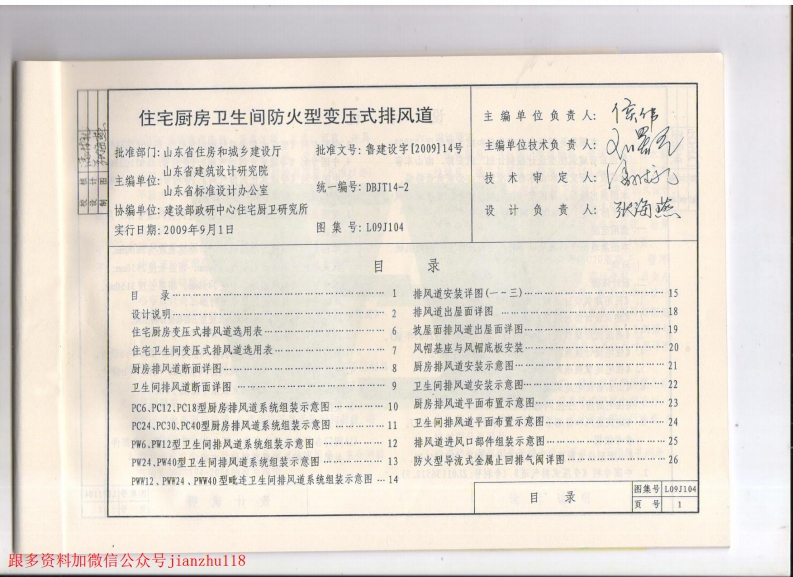 住宅厨房卫生间防火型变压式排风道
批准部门:山东省住房和城乡建设厅
批准文号:鲁建设字[2009]14号
主编单位:山东省建筑设计研究院
山东省标准设计办公室
统一编号:DBJT14-2
协编单位:建设部政研中心住宅厨卫研究所
实行日期:2009年9月1日
图集号:L09J104
主编单位负责人:
主编单位技术负责人:
技术审定人:
设计负责人:张海燕
目 录
目 录……1
设计说明……2
住宅厨房变压式排风道选用表……6
住宅卫生间变压式排风道选用表……7
厨房排风道断面详图……8
卫生间排风道断面详图……9
PC6、PC12、PC18型厨房排风道系统组装示意图……10
PC24、PC30、PC40型厨房排风道系统组装示意图……11
PW6、PW12型卫生间排风道系统组装示意图……12
PW24、PW40型卫生间排风道系统组装示意图……13
PWW12、PWW24、PWW40型毗连卫生间排风道系统组装示意图…14
排风道安装详图(一~三)……15
排风道出屋面详图……18
坡屋面排风道出屋面详图……19
风帽基座与风帽底板安装……20
厨房排风道安装示意图……21
卫生间排风道安装示意图……22
厨房排风道平面布置示意图……23
卫生间排风道平面布置示意图……24
排风道进风口部件组装示意图……25
防火型导流式金属止回排气阀详图……26
目 录
图集号 L09J104
页 号 1
校 核
设 计
制 图
跟多资料加微信公众号jianzhu118